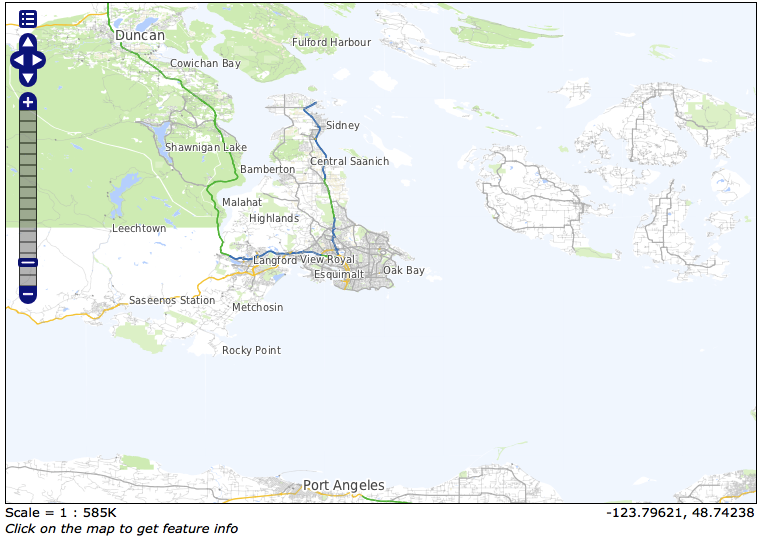 Duncan
Fulford Harbour
Cowichan Bay
Sidney
Shawnigan Lake
Central Saanich
Bamberton
Malahat
Highlands
Leechtown
Langford View Royal
Esquimalt
Oak Bay
Saseenos Station
Metchosin
Rocky Point
Port Angeles
Scale = 1 : 585K
-123.79621, 48.74238
Click on the map to get feature info